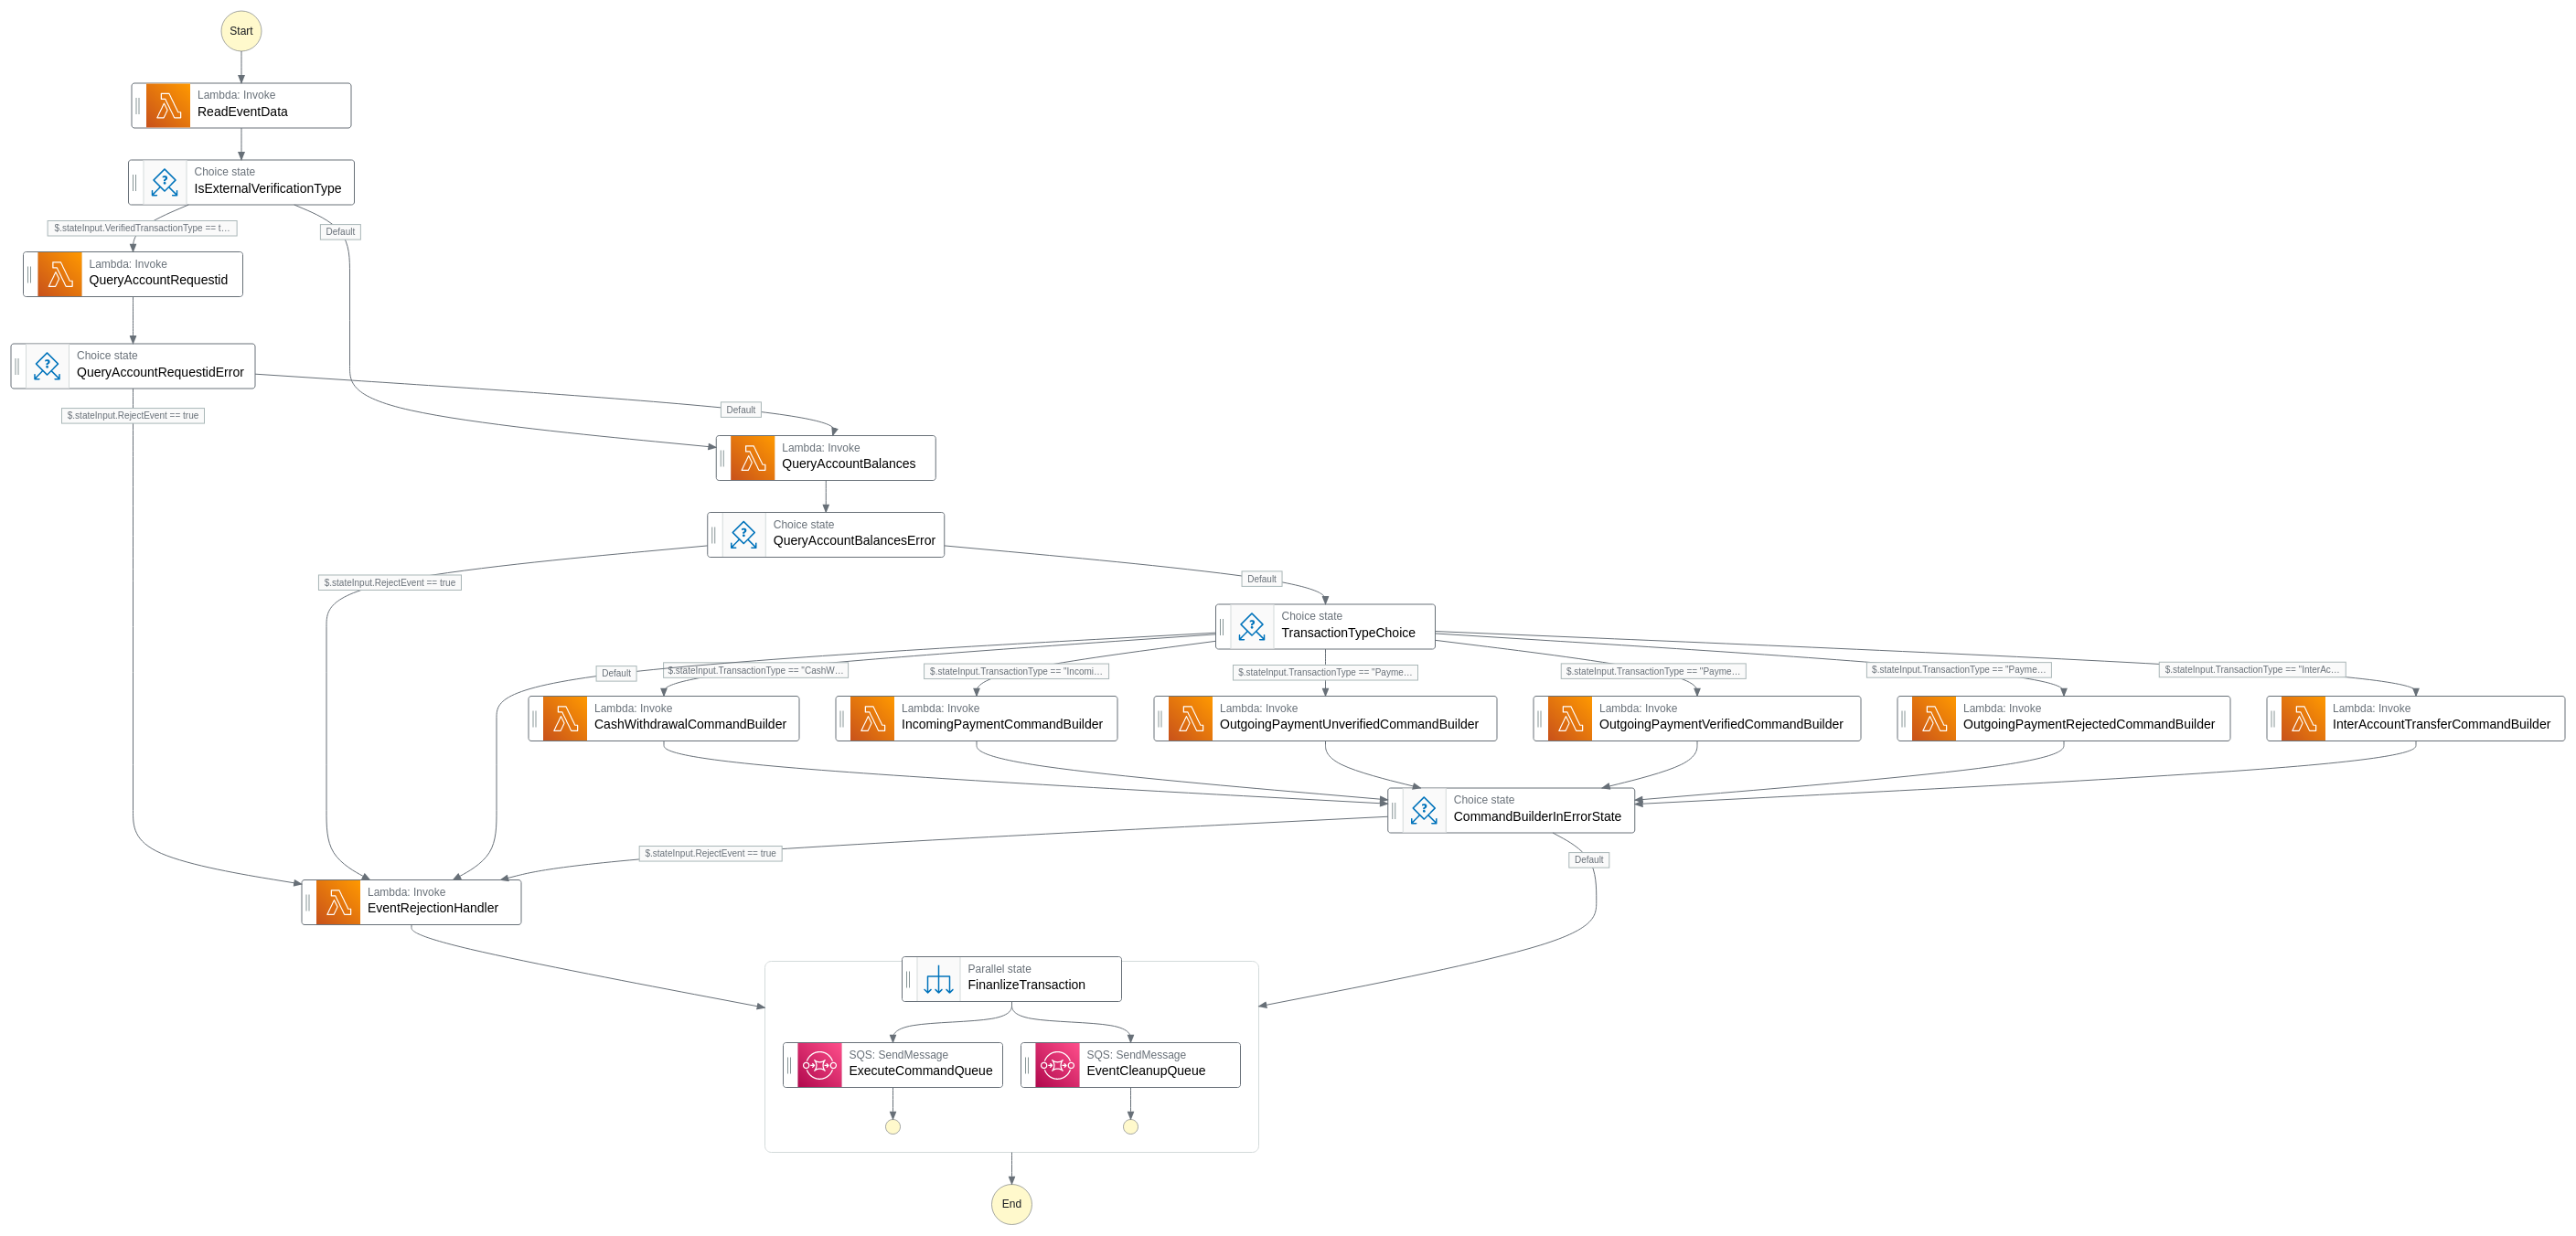 Start
Lambda: Invoke
ReadEventData
Choice state
IsExternalVerificationType
$.stateInput.VerifiedTransactionType == t…
Default
Lambda: Invoke
QueryAccountRequestid
Choice state
QueryAccountRequestidError
$.stateInput.RejectEvent == true
Default
Lambda: Invoke
QueryAccountBalances
Choice state
QueryAccountBalancesError
$.stateInput.RejectEvent == true
Default
Choice state
TransactionTypeChoice
Default
$.stateInput.TransactionType == "CashW…
$.stateInput.TransactionType == "Incomi…
$.stateInput.TransactionType == "Payme…
$.stateInput.TransactionType == "Payme…
$.stateInput.TransactionType == "Payme…
$.stateInput.TransactionType == "InterAc…
Lambda: Invoke
CashWithdrawalCommandBuilder
Lambda: Invoke
IncomingPaymentCommandBuilder
Lambda: Invoke
OutgoingPaymentUnverifiedCommandBuilder
Lambda: Invoke
OutgoingPaymentVerifiedCommandBuilder
Lambda: Invoke
OutgoingPaymentRejectedCommandBuilder
Lambda: Invoke
InterAccountTransferCommandBuilder
Choice state
CommandBuilderInErrorState
$.stateInput.RejectEvent == true
Default
Lambda: Invoke
EventRejectionHandler
Parallel state
FinanlizeTransaction
SQS: SendMessage
ExecuteCommandQueue
SQS: SendMessage
EventCleanupQueue
End